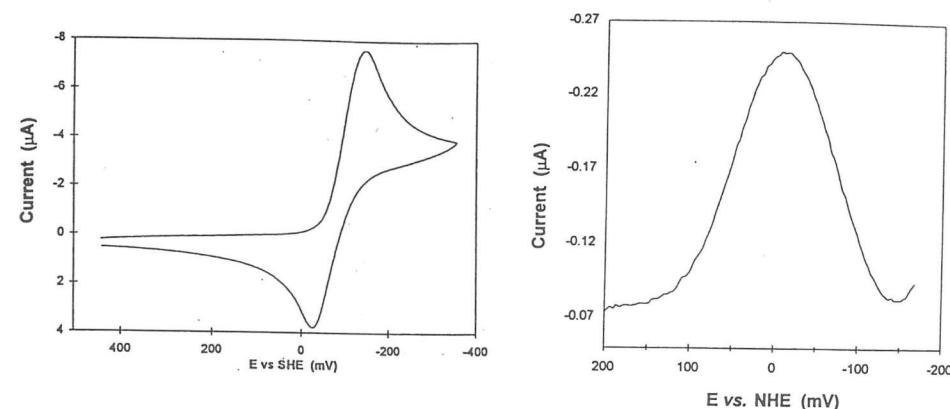 -8
-6
-4
-2
0
2
4
Current (µA)
400 200 0 -200 -400
E vs SHE (mV)
-0.27
-0.22
-0.17
-0.12
-0.07
Current (µA)
200 100 0 -100 -200
E vs. NHE (mV)